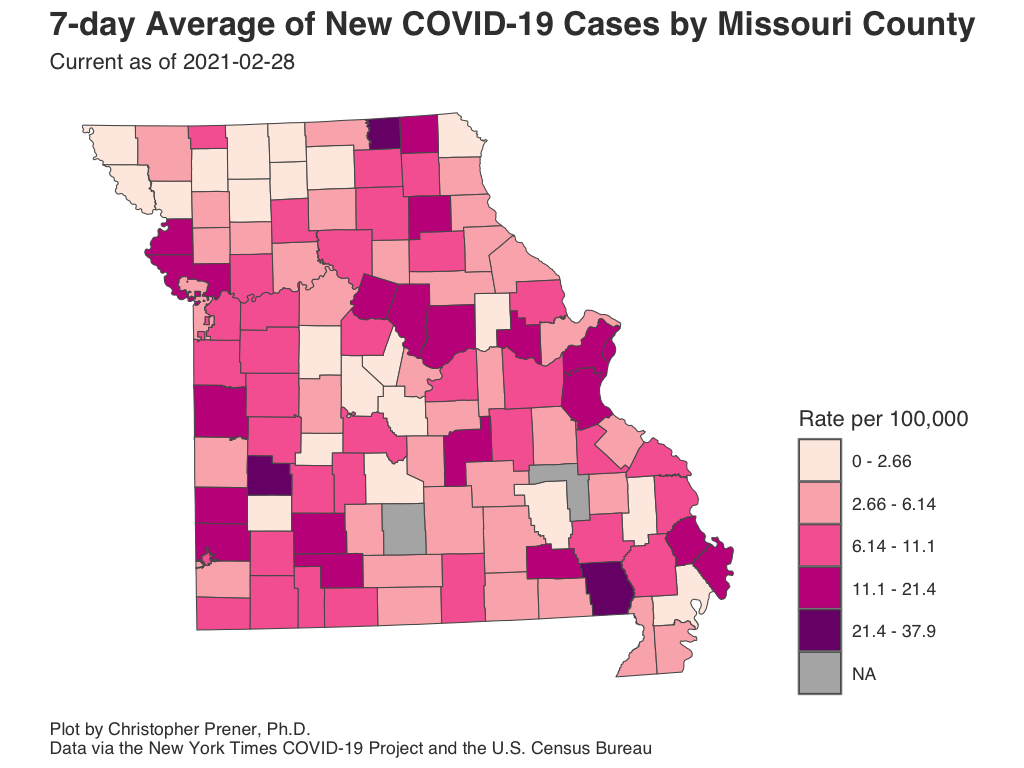 7-day Average of New COVID-19 Cases by Missouri County
Current as of 2021-02-28
Rate per 100,000
0 - 2.66
2.66 - 6.14
6.14 - 11.1
11.1 - 21.4
21.4 - 37.9
NA
Plot by Christopher Prener, Ph.D.
Data via the New York Times COVID-19 Project and the U.S. Census Bureau